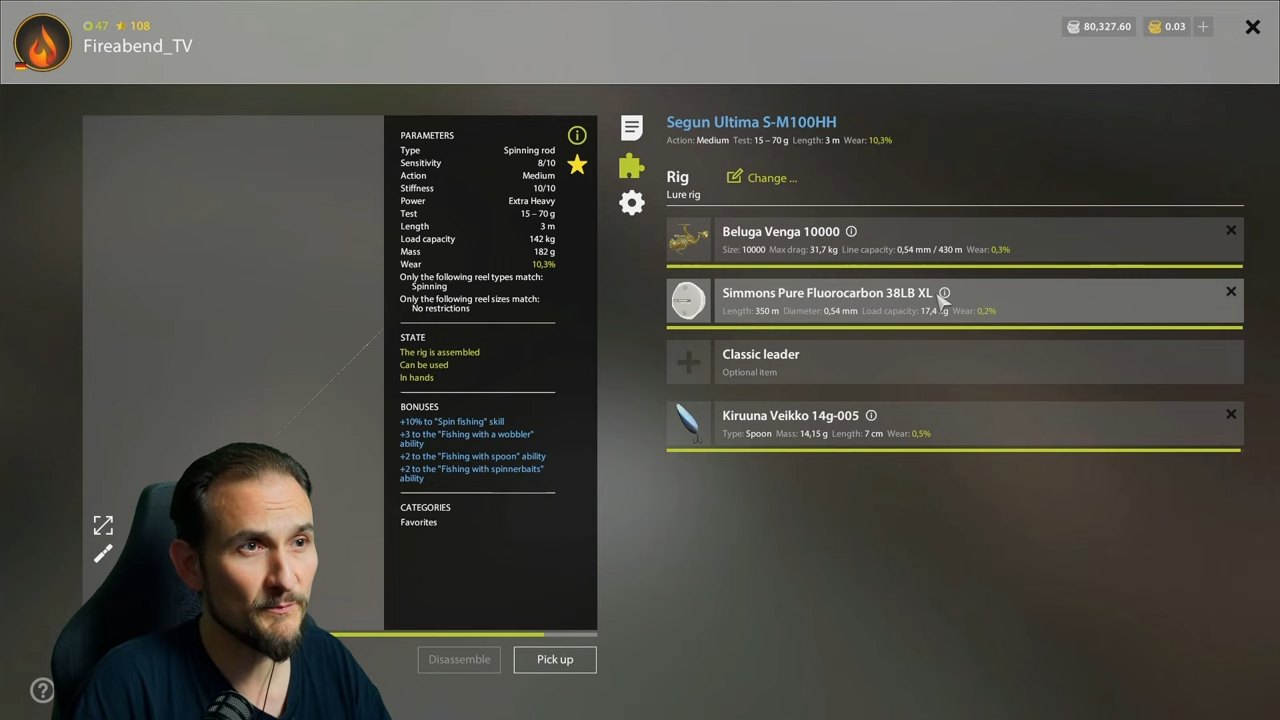 47 108
Fireabend_TV
80,327.60
0.03
PARAMETERS
Type Spinning rod
Sensitivity 8/10
Action Medium
Stiffness 10/10
Power Extra Heavy
Test 15 – 70 g
Length 3 m
Load capacity 142 kg
Mass 182 g
Wear 10,3%
Only the following reel types match:
Spinning
Only the following reel sizes match:
No restrictions
STATE
The rig is assembled
Can be used
In hands
BONUSES
+10% to "Spin fishing" skill
+3 to the "Fishing with a wobbler"
ability
+2 to the "Fishing with spoon" ability
+2 to the "Fishing with spinnerbaits"
ability
CATEGORIES
Favorites
Disassemble
Pick up
Segun Ultima S-M100HH
Action: Medium Test: 15 – 70 g Length: 3 m Wear: 10,3%
Rig
Change ...
Lure rig
Beluga Venga 10000
Size: 10000 Max drag: 31,7 kg Line capacity: 0,54 mm / 430 m Wear: 0,3%
Simmons Pure Fluorocarbon 38LB XL
Length: 350 m Diameter: 0,54 mm Load capacity: 17,4 Wear: 0,2%
Classic leader
Optional item
Kiruuna Veikko 14g-005
Type: Spoon Mass: 14,15 g Length: 7 cm Wear: 0,5%